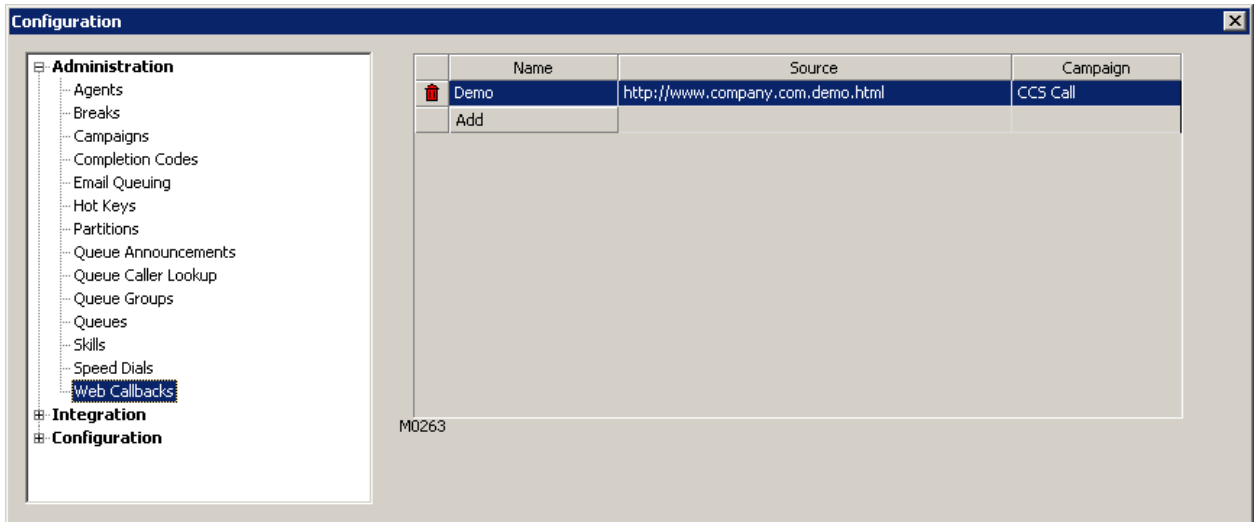 Configuration
Administration
Agents
Breaks
Campaigns
Completion Codes
Email Queuing
Hot Keys
Partitions
Queue Announcements
Queue Caller Lookup
Queue Groups
Queues
Skills
Speed Dials
Web Callbacks
Integration
Configuration
Name Source Campaign
Demo http://www.company.com.demo.html CCS Call
Add
M0263